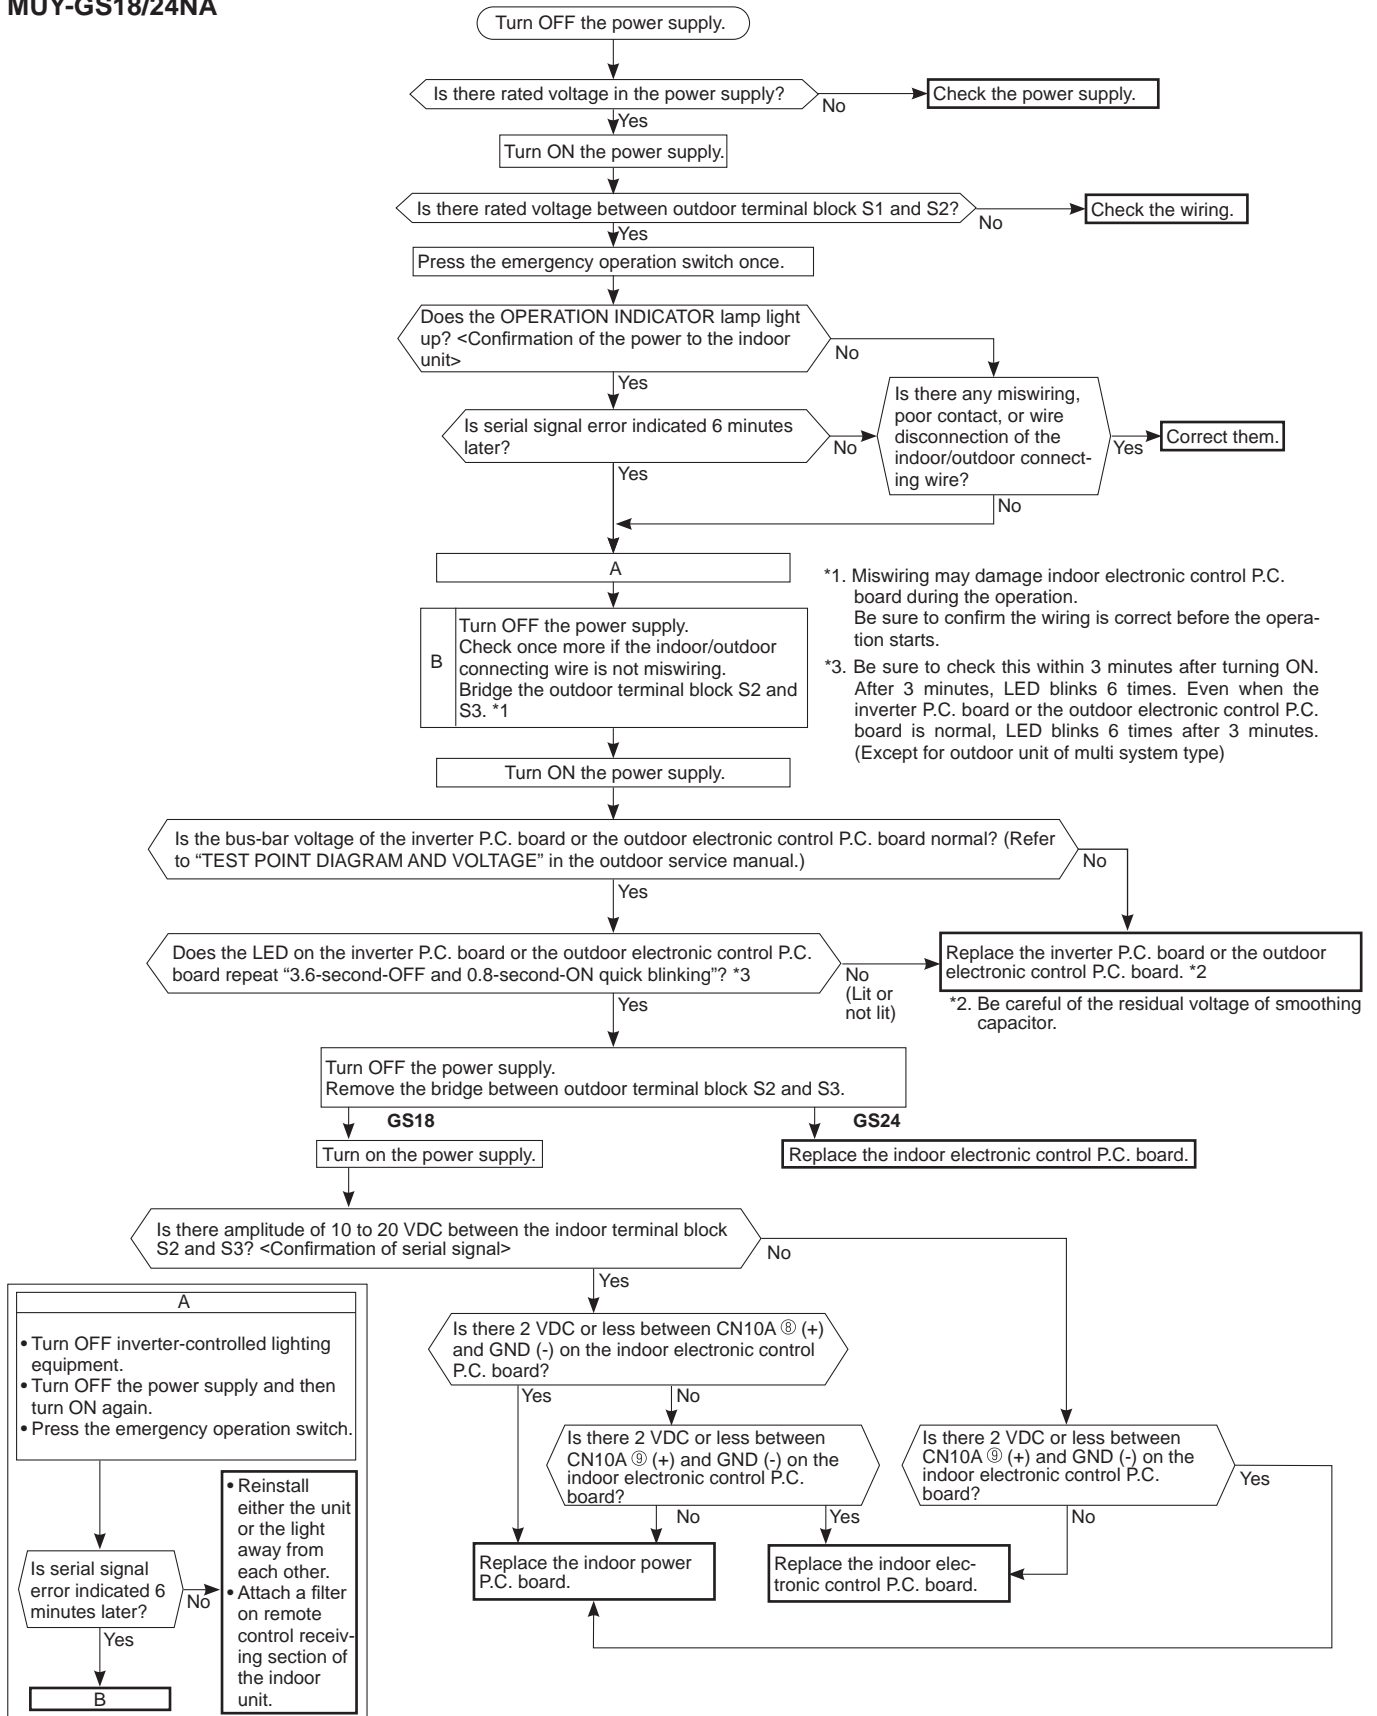 MUY-GS18/24NA
Turn OFF the power supply.
Is there rated voltage in the power supply?
No
Check the power supply.
Yes
Turn ON the power supply.
Is there rated voltage between outdoor terminal block S1 and S2?
No
Check the wiring.
Yes
Press the emergency operation switch once.
Does the OPERATION INDICATOR lamp light
up? <Confirmation of the power to the indoor
unit>
No
Yes
Is there any miswiring,
poor contact, or wire
disconnection of the
indoor/outdoor connect-
ing wire?
Yes
Correct them.
No
Is serial signal error indicated 6 minutes
later?
No
Yes
A
B
Turn OFF the power supply.
Check once more if the indoor/outdoor
connecting wire is not miswiring.
Bridge the outdoor terminal block S2 and
S3. *1
*1. Miswiring may damage indoor electronic control P.C.
board during the operation.
Be sure to confirm the wiring is correct before the opera-
tion starts.
*3. Be sure to check this within 3 minutes after turning ON.
After 3 minutes, LED blinks 6 times. Even when the
inverter P.C. board or the outdoor electronic control P.C.
board is normal, LED blinks 6 times after 3 minutes.
(Except for outdoor unit of multi system type)
Turn ON the power supply.
Is the bus-bar voltage of the inverter P.C. board or the outdoor electronic control P.C. board normal? (Refer
to “TEST POINT DIAGRAM AND VOLTAGE” in the outdoor service manual.)
No
Yes
Does the LED on the inverter P.C. board or the outdoor electronic control P.C.
board repeat “3.6-second-OFF and 0.8-second-ON quick blinking”? *3
No
(Lit or
not lit)
Replace the inverter P.C. board or the outdoor
electronic control P.C. board. *2
*2. Be careful of the residual voltage of smoothing
capacitor.
Yes
Turn OFF the power supply.
Remove the bridge between outdoor terminal block S2 and S3.
GS18
GS24
Turn on the power supply.
Replace the indoor electronic control P.C. board.
Is there amplitude of 10 to 20 VDC between the indoor terminal block
S2 and S3? <Confirmation of serial signal>
No
Yes
Is there 2 VDC or less between CN10A ⑧ (+)
and GND (-) on the indoor electronic control
P.C. board?
Yes
No
Is there 2 VDC or less between
CN10A ⑨ (+) and GND (-) on the
indoor electronic control P.C.
board?
No
Yes
Is there 2 VDC or less between
CN10A ⑨ (+) and GND (-) on the
indoor electronic control P.C.
board?
Yes
No
Replace the indoor power
P.C. board.
Replace the indoor elec-
tronic control P.C. board.
A
• Turn OFF inverter-controlled lighting
equipment.
• Turn OFF the power supply and then
turn ON again.
• Press the emergency operation switch.
Is serial signal
error indicated 6
minutes later?
No
Yes
B
• Reinstall
either the unit
or the light
away from
each other.
• Attach a filter
on remote
control receiv-
ing section of
the indoor
unit.